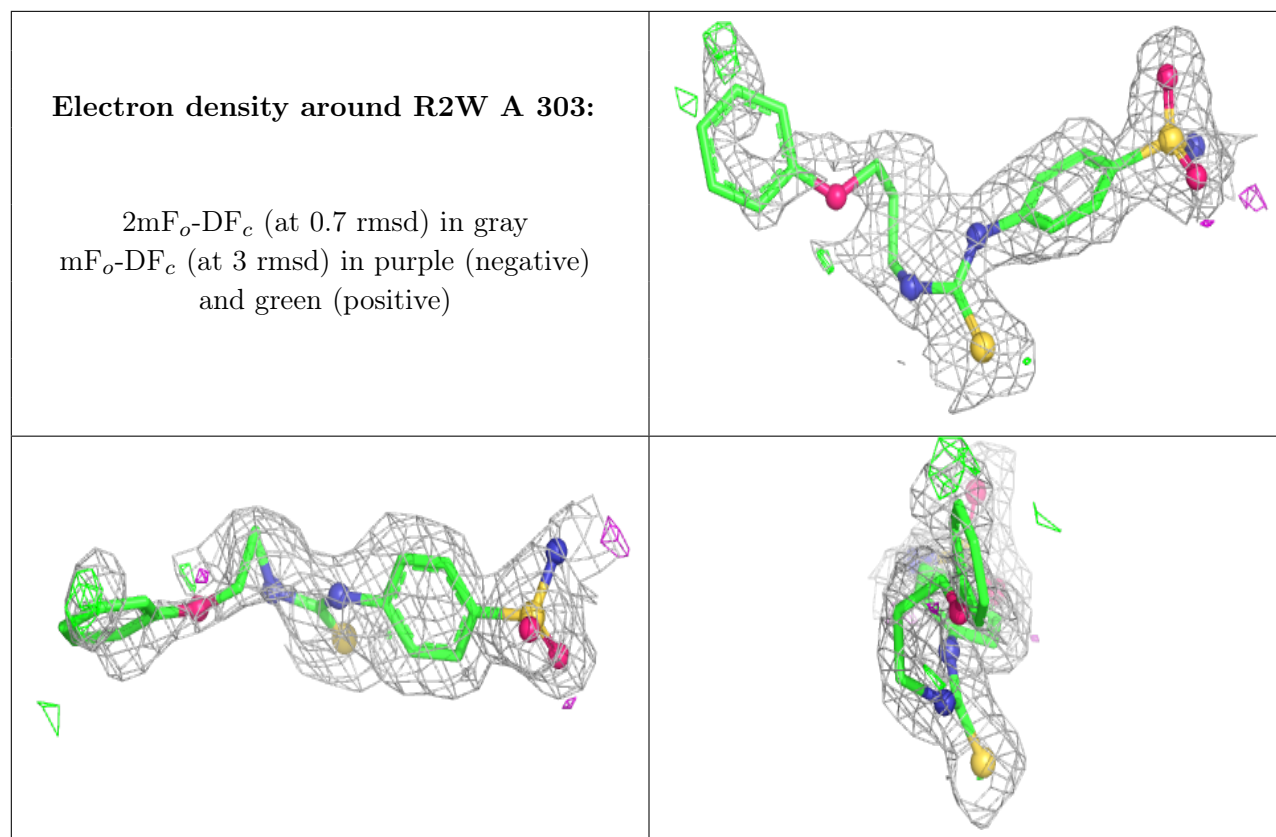 Electron density around R2W A 303:
2mFₒ-DF𝒸 (at 0.7 rmsd) in gray
mFₒ-DF𝒸 (at 3 rmsd) in purple (negative)
and green (positive)